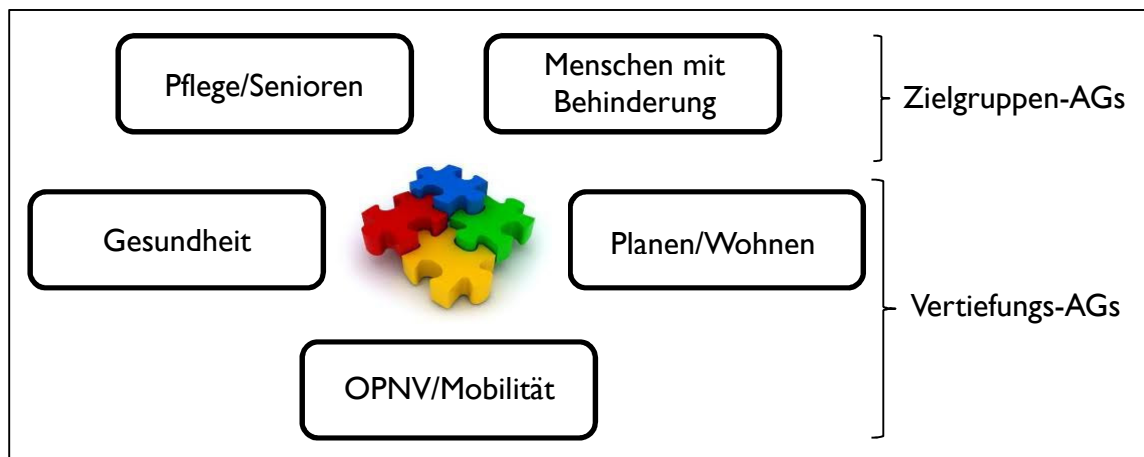 Pflege/Senioren
Menschen mit
Behinderung
Zielgruppen-AGs
Gesundheit
Planen/Wohnen
Vertiefungs-AGs
OPNV/Mobilität